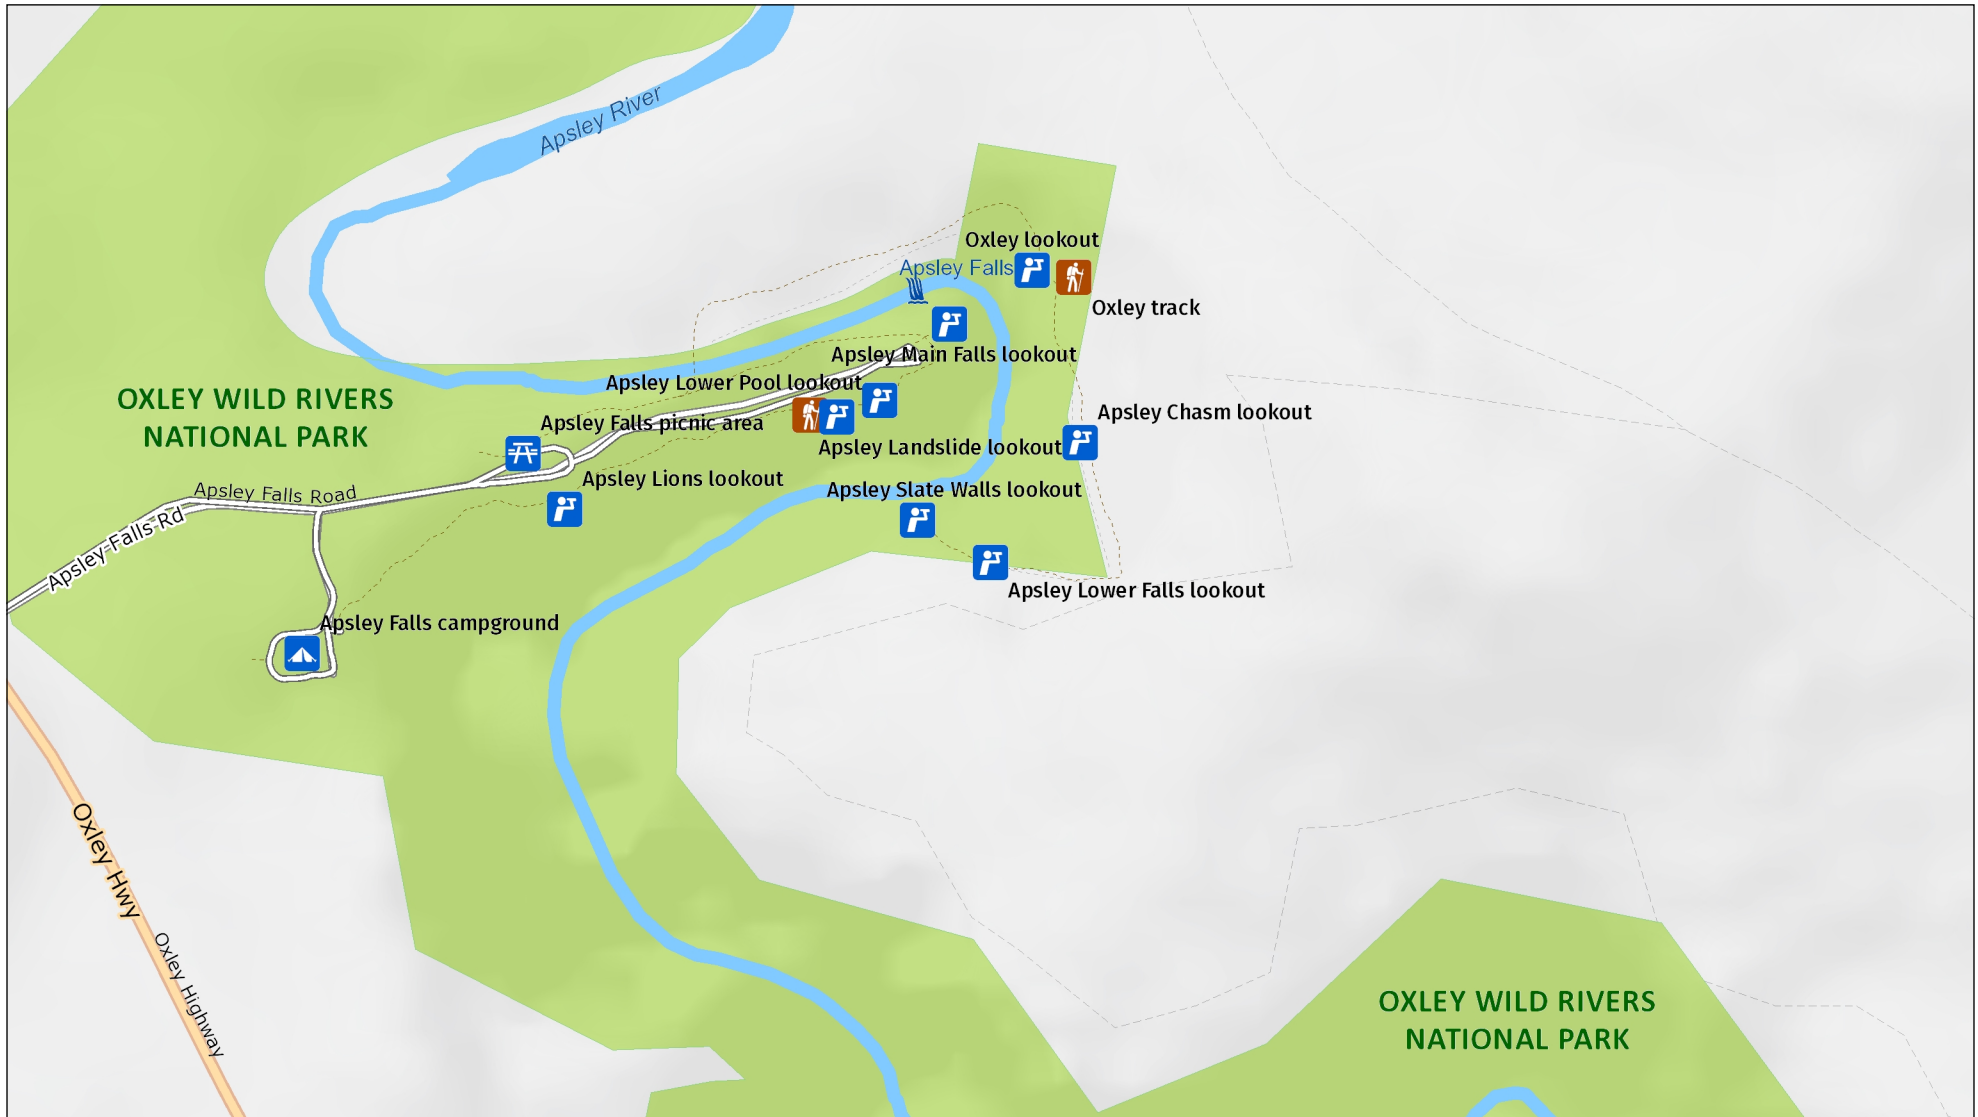 Apsley River
Oxley lookout
Apsley Falls
Oxley track
Apsley Main Falls lookout
Apsley Lower Pool lookout
OXLEY WILD RIVERS
NATIONAL PARK
Apsley Chasm lookout
Apsley Falls picnic area
Apsley Landslide lookout
Apsley Lions lookout
Apsley Slate Walls lookout
Apsley Falls Road
Apsley Falls Rd
Apsley Lower Falls lookout
Apsley Falls campground
Oxley Hwy
Oxley Highway
OXLEY WILD RIVERS
NATIONAL PARK